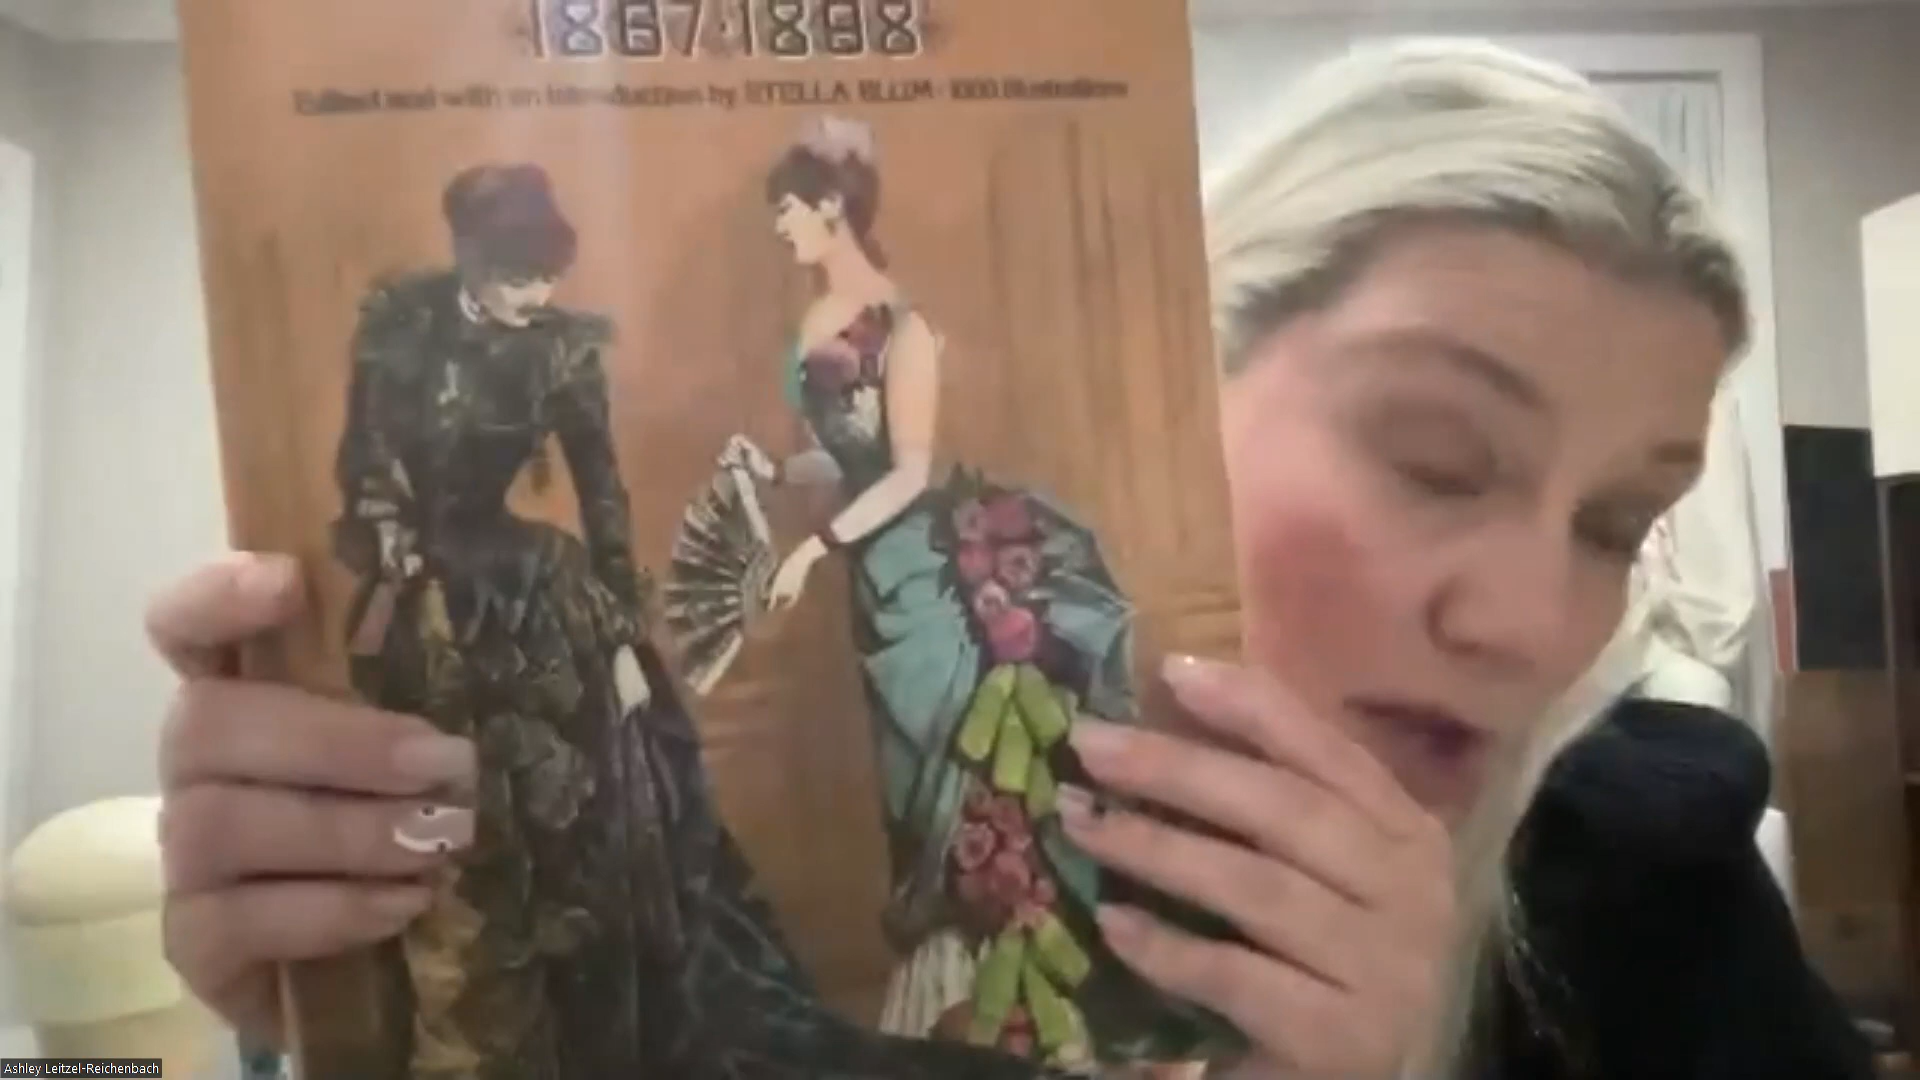 1867-1898
Edited and with an Introduction by STELLA BLUM · 1000 Illustrations
Ashley Leitzel-Reichenbach